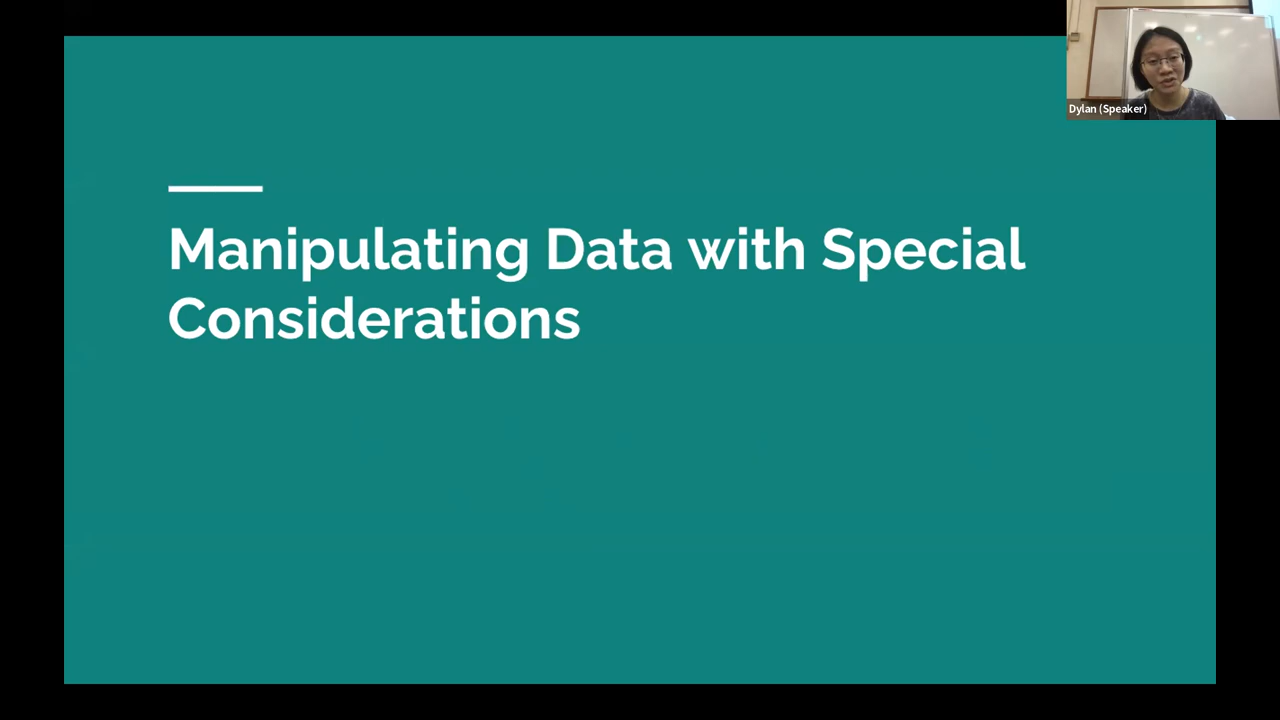 Dylan (Speaker)
Manipulating Data with Special
Considerations